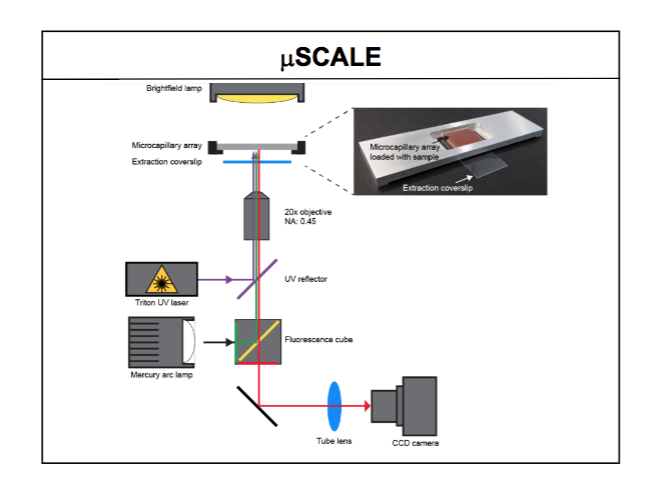 µSCALE
Brightfield lamp
Microcapillary array
Extraction coverslip
Microcapillary array
loaded with sample
Extraction coverslip
20x objective
NA: 0.45
UV reflector
Triton UV laser
Fluorescence cube
Mercury arc lamp
Tube lens
CCD camera